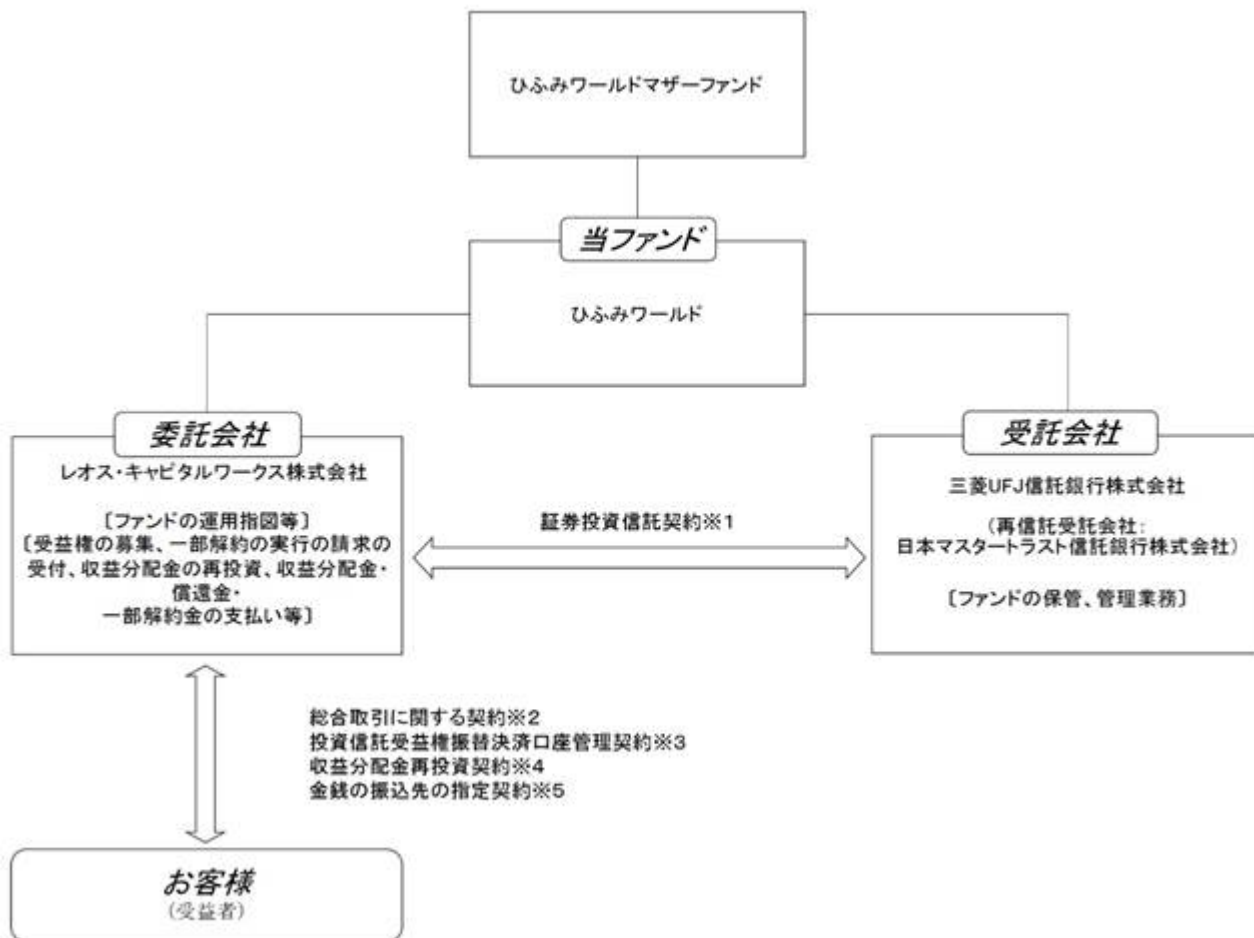 ひふみワールドマザーファンド
当ファンド
ひふみワールド
委託会社
レオス・キャピタルワークス株式会社
〔ファンドの運用指図等〕
〔受益権の募集、一部解約の実行の請求の
受付、収益分配金の再投資、収益分配金・
償還金・
一部解約金の支払い等〕
証券投資信託契約※1
受託会社
三菱UFJ信託銀行株式会社
(再信託受託会社:
日本マスタートラスト信託銀行株式会社)
〔ファンドの保管、管理業務〕
総合取引に関する契約※2
投資信託受益権振替決済口座管理契約※3
収益分配金再投資契約※4
金銭の振込先の指定契約※5
お客様
(受益者)